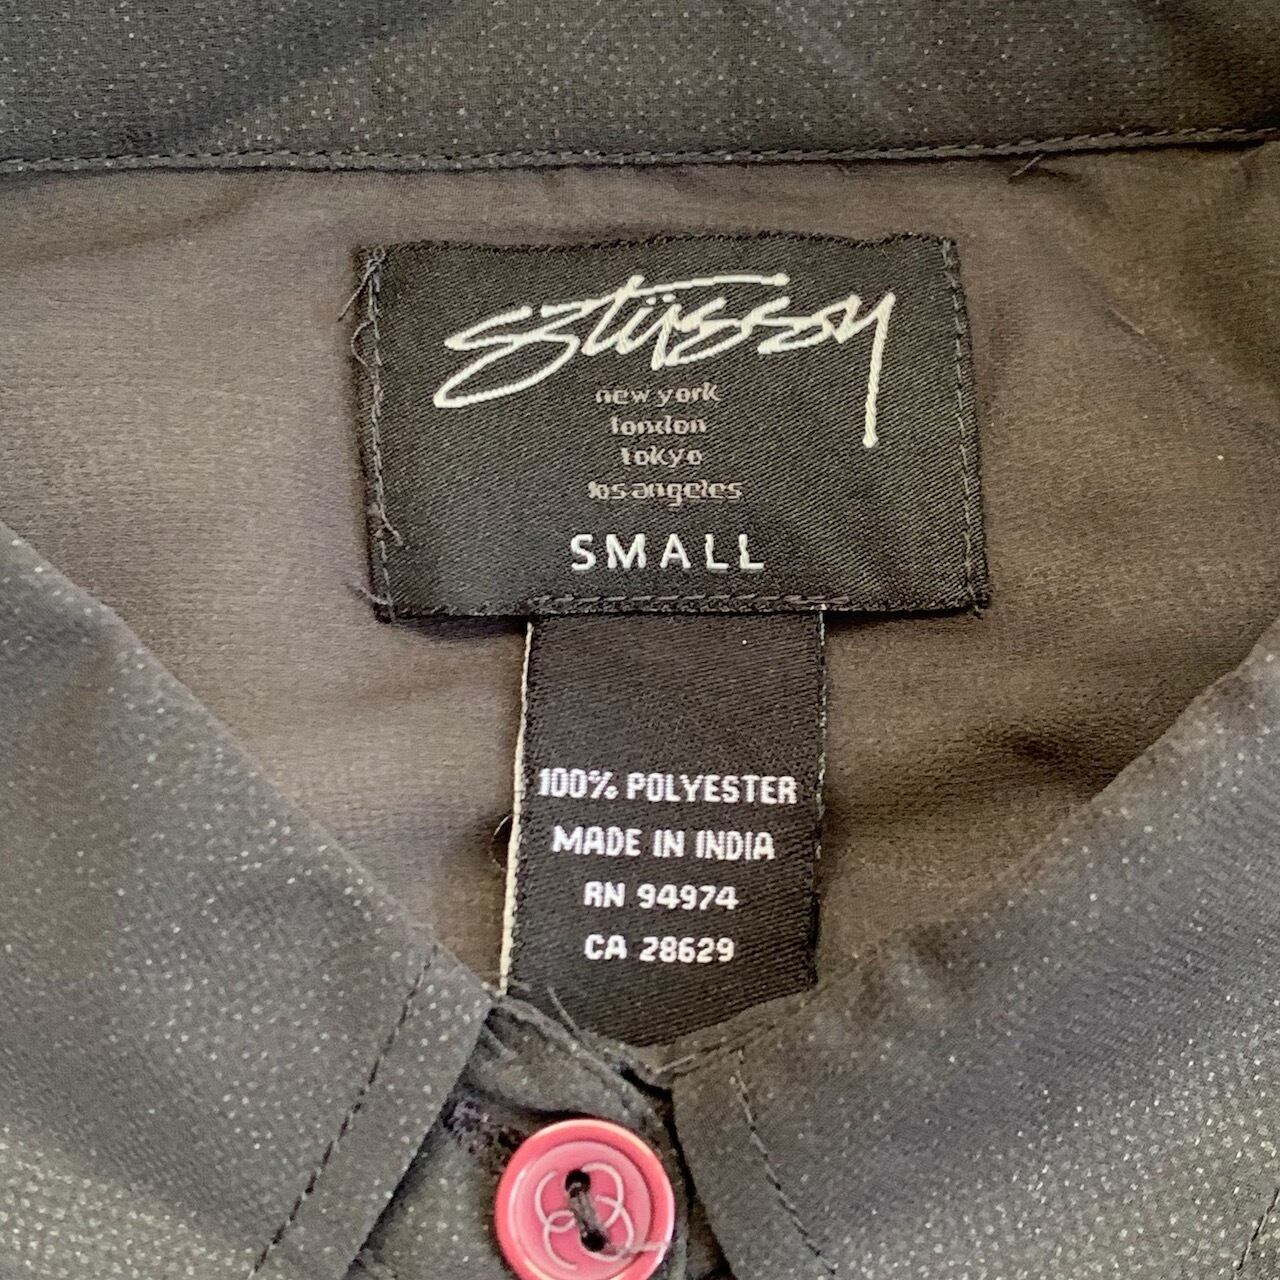 stüssy
new york
london
tokyo
los angeles
SMALL
100% POLYESTER
MADE IN INDIA
RN 94974
CA 28629